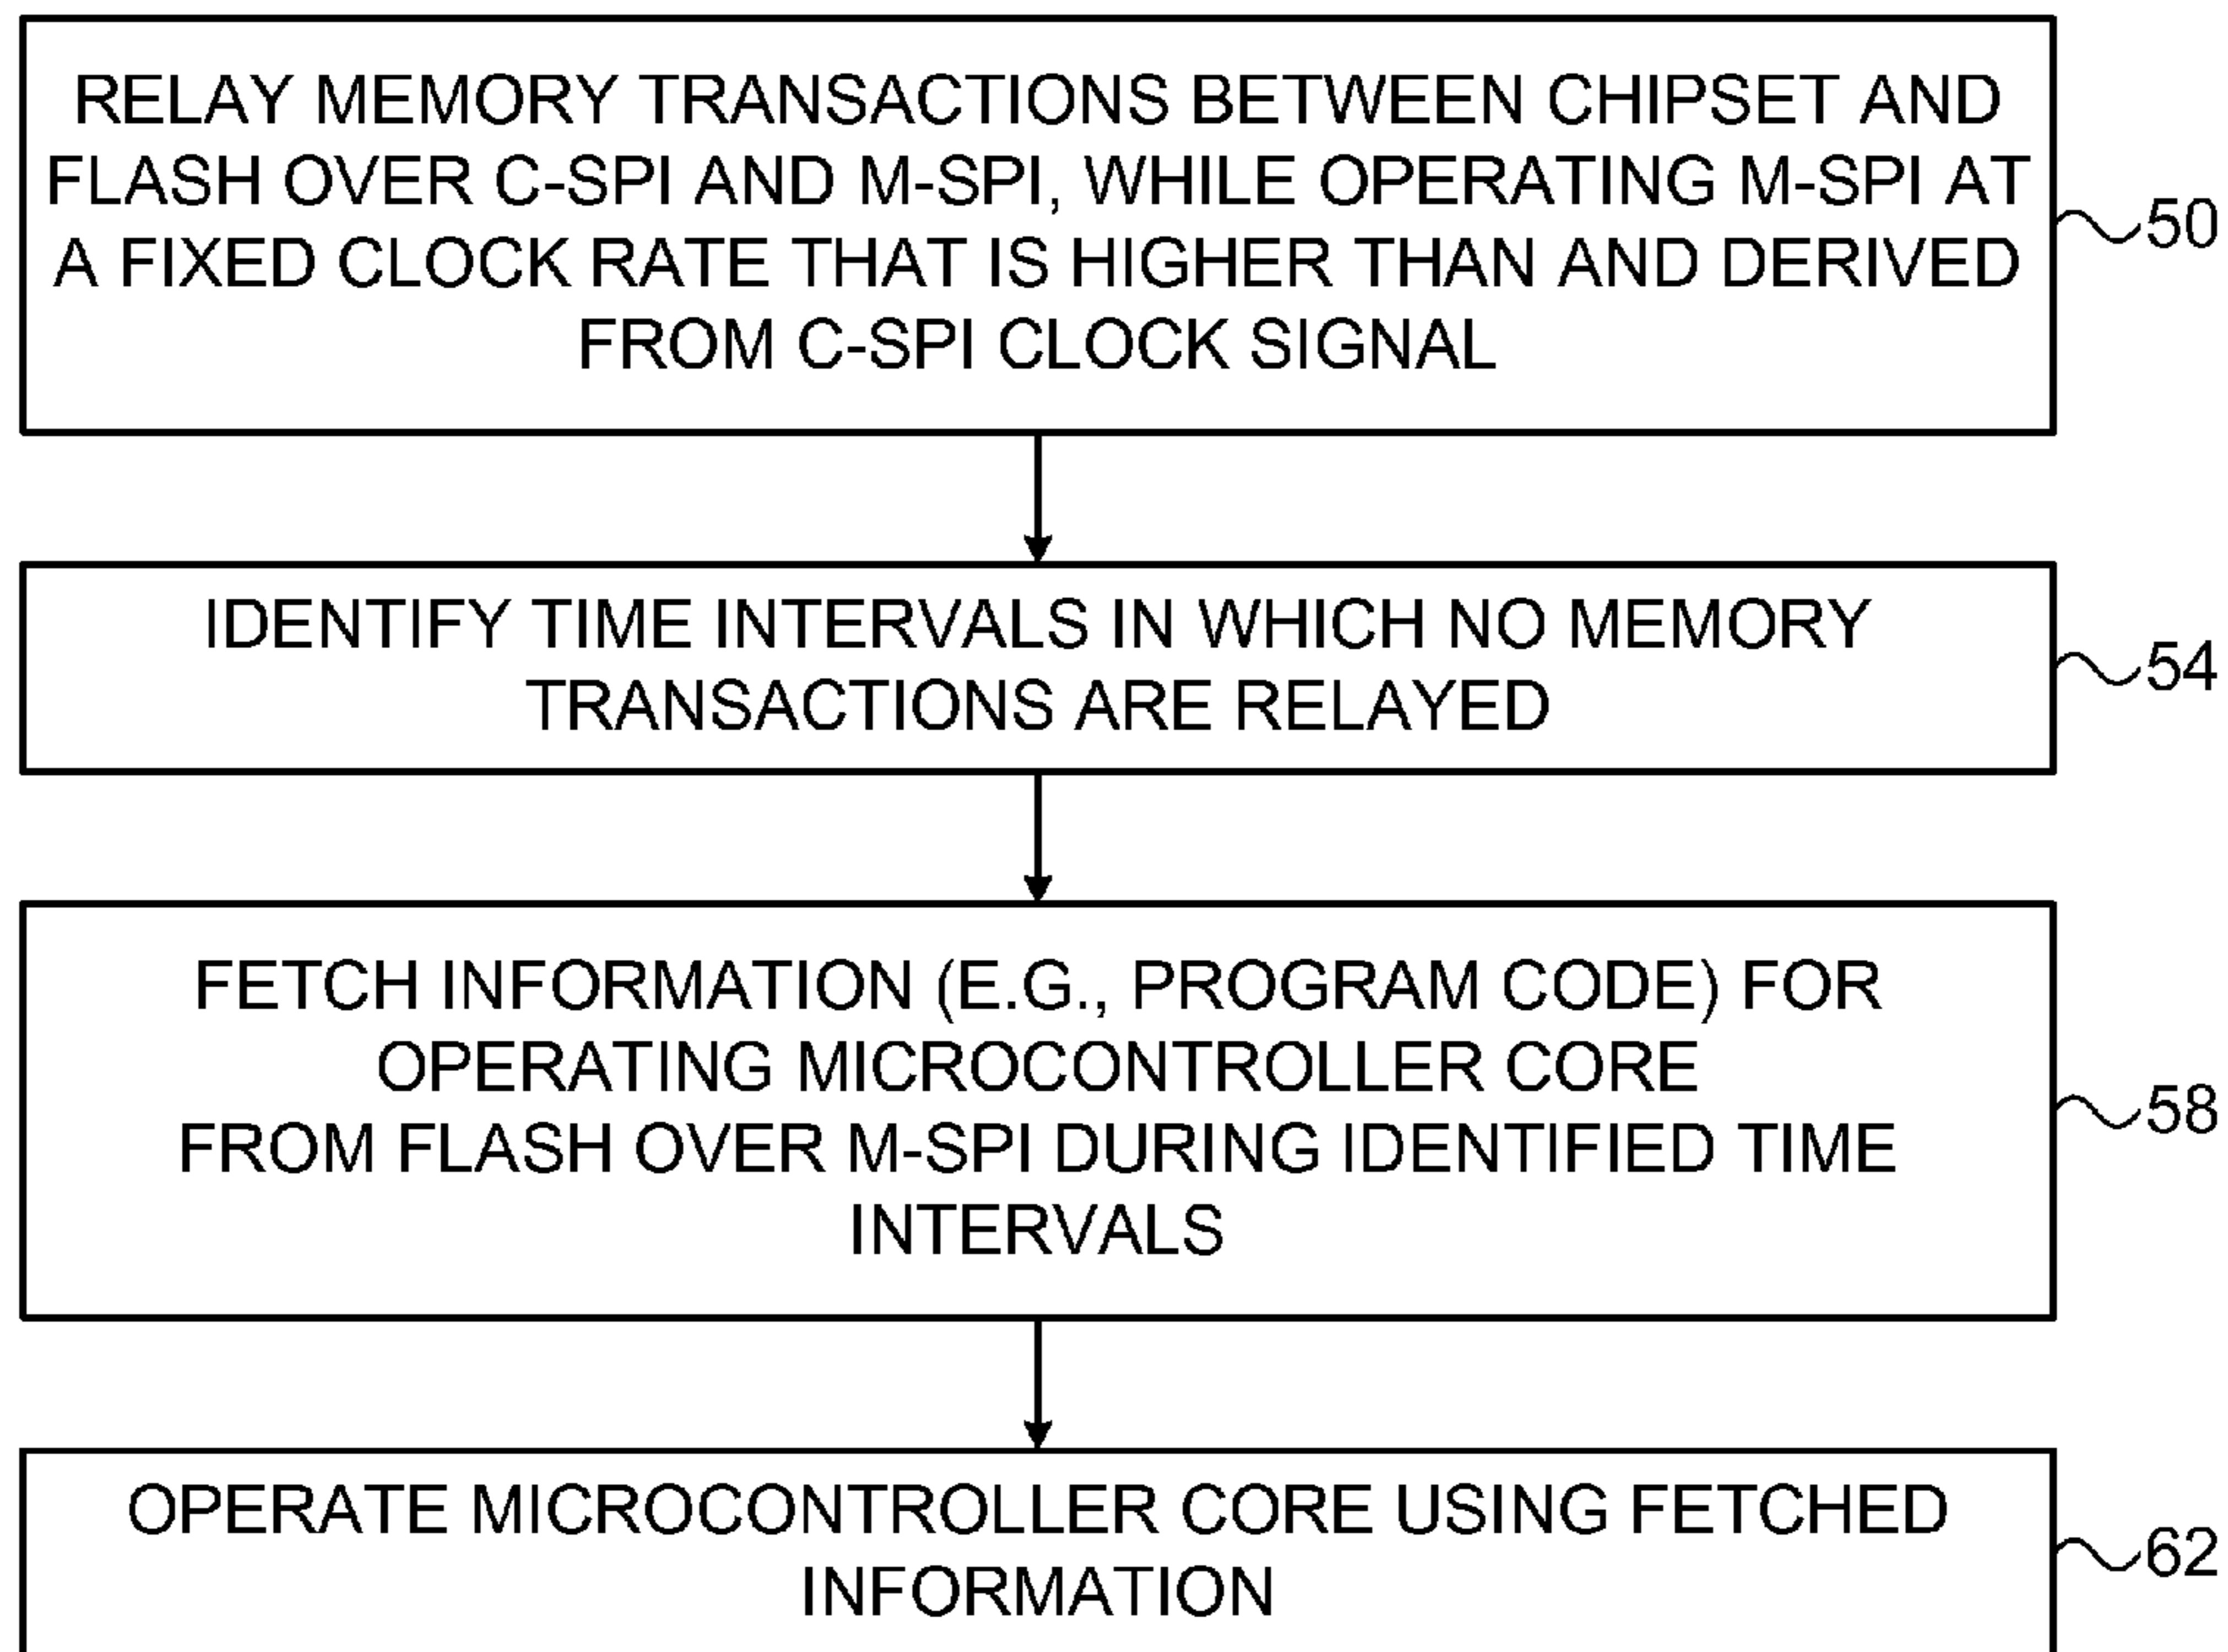 RELAY MEMORY TRANSACTIONS BETWEEN CHIPSET AND
FLASH OVER C-SPI AND M-SPI, WHILE OPERATING M-SPI AT
A FIXED CLOCK RATE THAT IS HIGHER THAN AND DERIVED
FROM C-SPI CLOCK SIGNAL
50
IDENTIFY TIME INTERVALS IN WHICH NO MEMORY
TRANSACTIONS ARE RELAYED
54
FETCH INFORMATION (E.G., PROGRAM CODE) FOR
OPERATING MICROCONTROLLER CORE
FROM FLASH OVER M-SPI DURING IDENTIFIED TIME
INTERVALS
58
OPERATE MICROCONTROLLER CORE USING FETCHED
INFORMATION
62